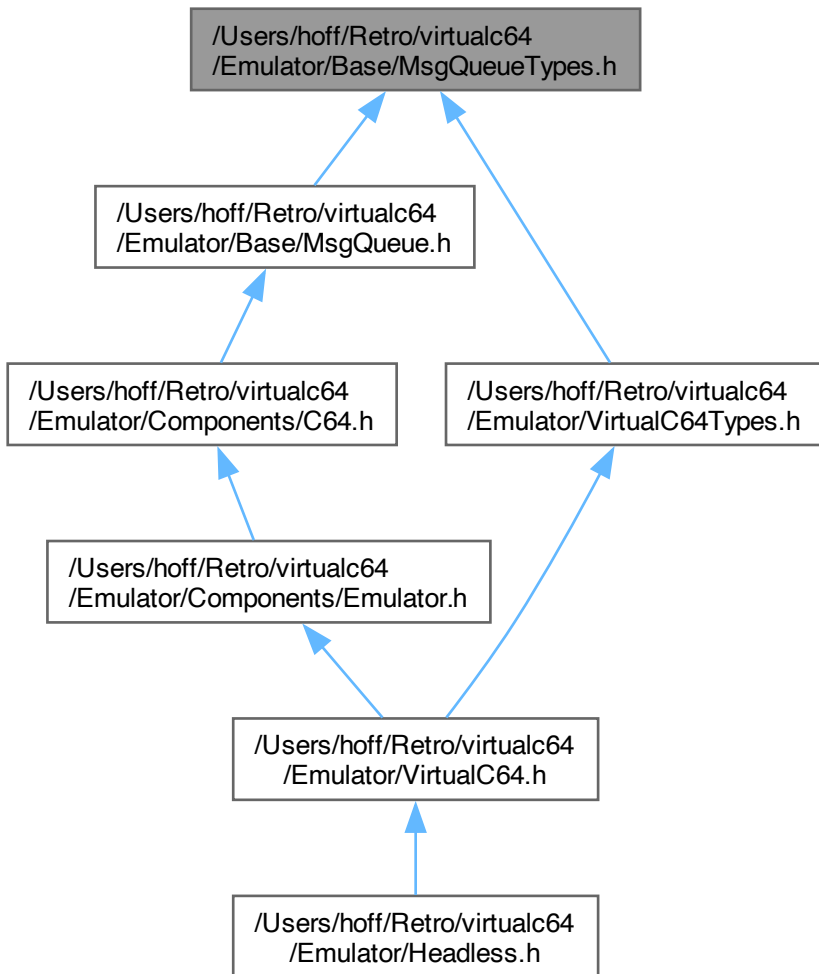 /Users/hoff/Retro/virtualc64
/Emulator/Base/MsgQueueTypes.h
/Users/hoff/Retro/virtualc64
/Emulator/Base/MsgQueue.h
/Users/hoff/Retro/virtualc64
/Emulator/Components/C64.h
/Users/hoff/Retro/virtualc64
/Emulator/VirtualC64Types.h
/Users/hoff/Retro/virtualc64
/Emulator/Components/Emulator.h
/Users/hoff/Retro/virtualc64
/Emulator/VirtualC64.h
/Users/hoff/Retro/virtualc64
/Emulator/Headless.h